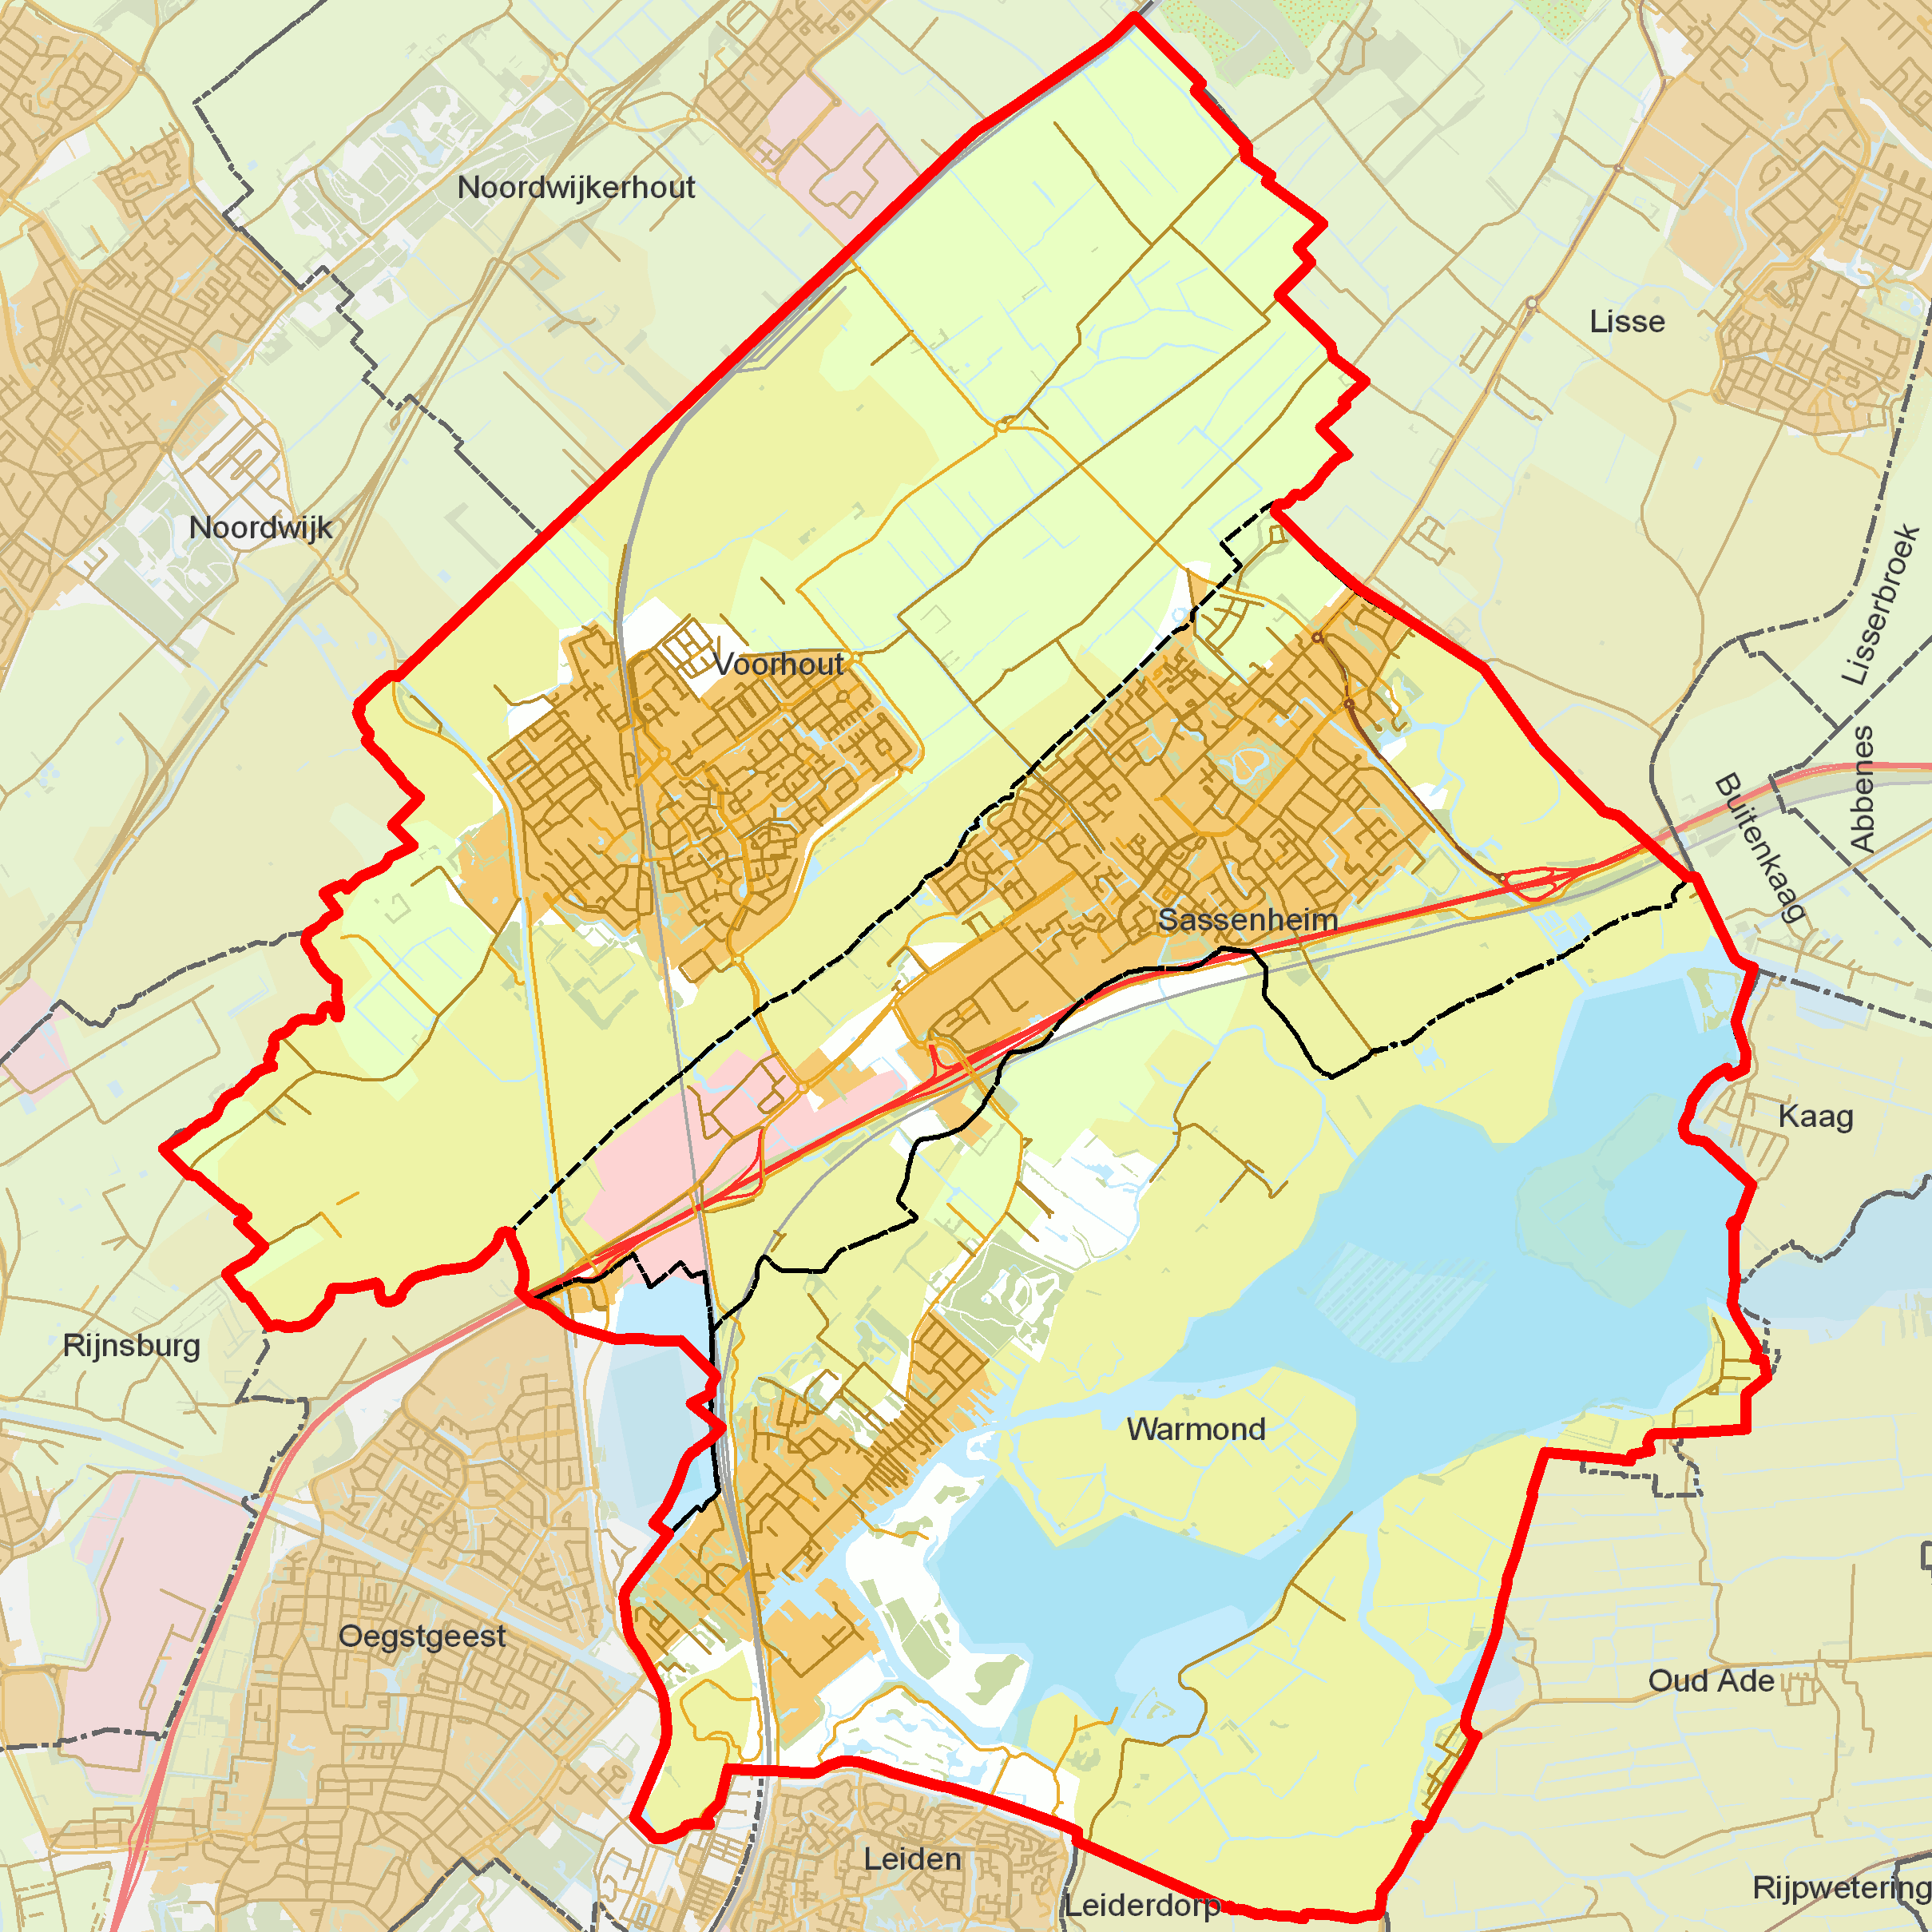 Noordwijkerhout
Lisse
Noordwijk
Lisserbroek
Voorhout
Abbenes
Buitenkaag
Sassenheim
Kaag
Rijnsburg
Warmond
Oegstgeest
Oud Ade
Leiden
Rijpwetering
Leiderdorp